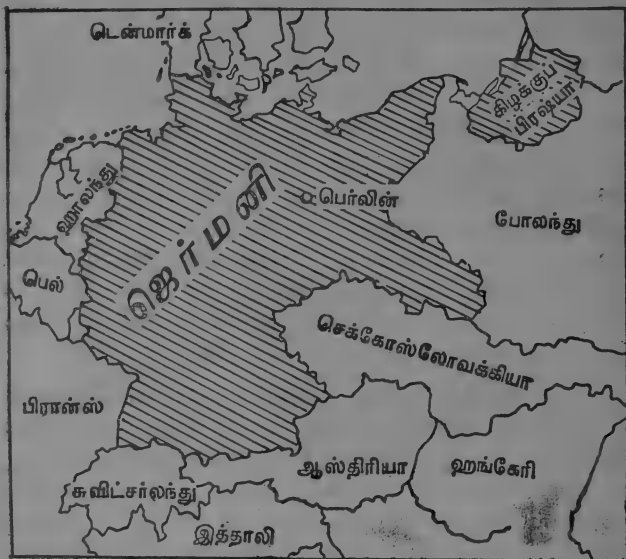 டென்மார்க்
கிழக்குப்
பிரஷ்யா
ஹாலந்து
பெர்லின்
ஜெர்மனி
போலந்து
பெல்
செக்கோஸ்லோவக்கியா
பிரான்ஸ்
ஆஸ்திரியா
ஹங்கேரி
சுவிட்சர்லந்து
இத்தாலி